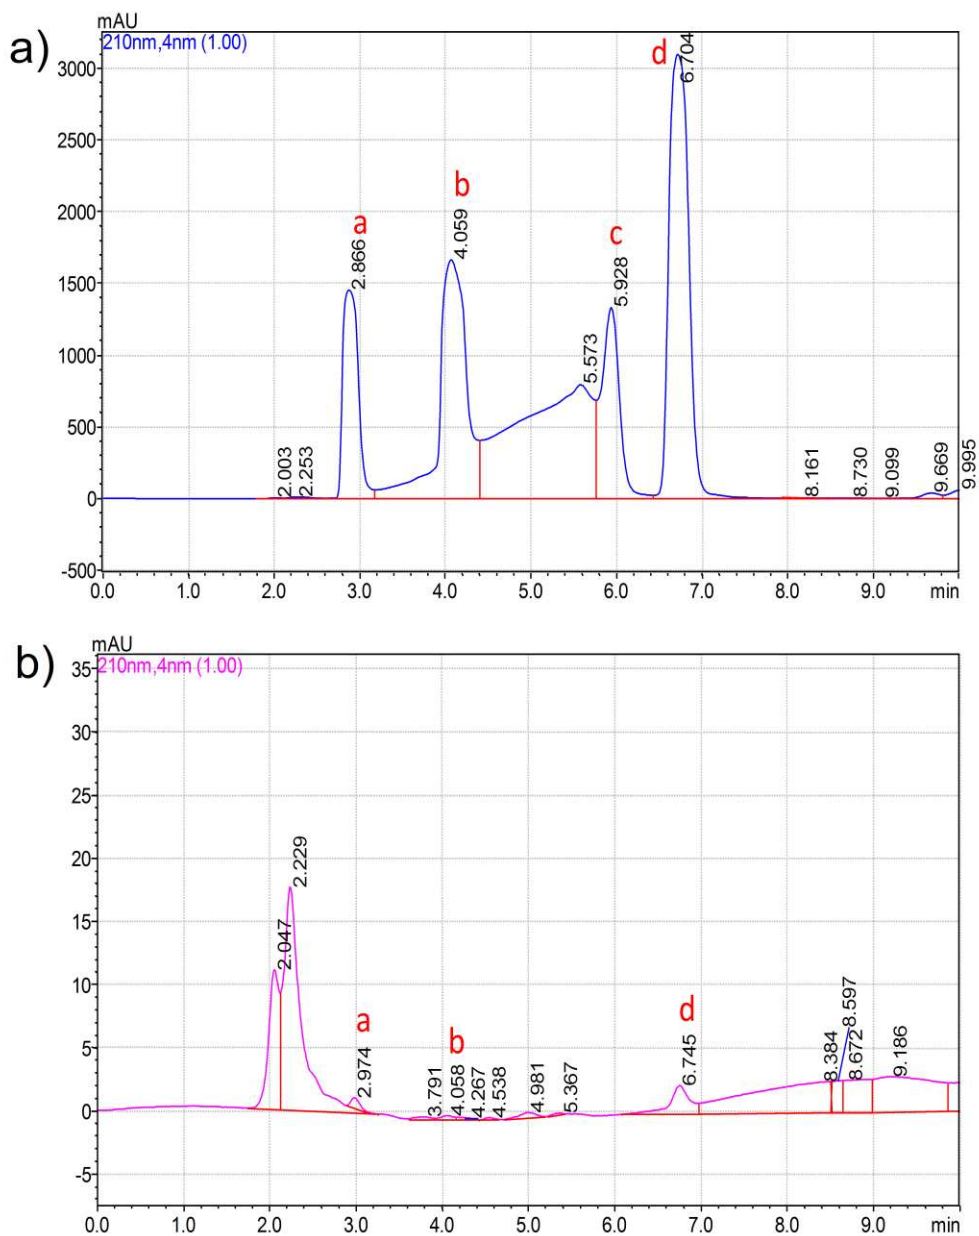 a)
mAU
210nm,4nm (1.00)
3000
2500
2000
1500
1000
500
0
-500
a
2.866
b
4.059
c
5.928
d
6.704
2.003
2.253
5.573
8.161
8.730
9.099
9.669
9.995
0.0 1.0 2.0 3.0 4.0 5.0 6.0 7.0 8.0 9.0 min
b)
mAU
210nm,4nm (1.00)
35
30
25
20
15
10
5
0
-5
2.047
2.229
a
2.974
b
3.791
4.058
4.267
4.538
4.981
5.367
d
6.745
8.384
8.597
8.672
9.186
0.0 1.0 2.0 3.0 4.0 5.0 6.0 7.0 8.0 9.0 min